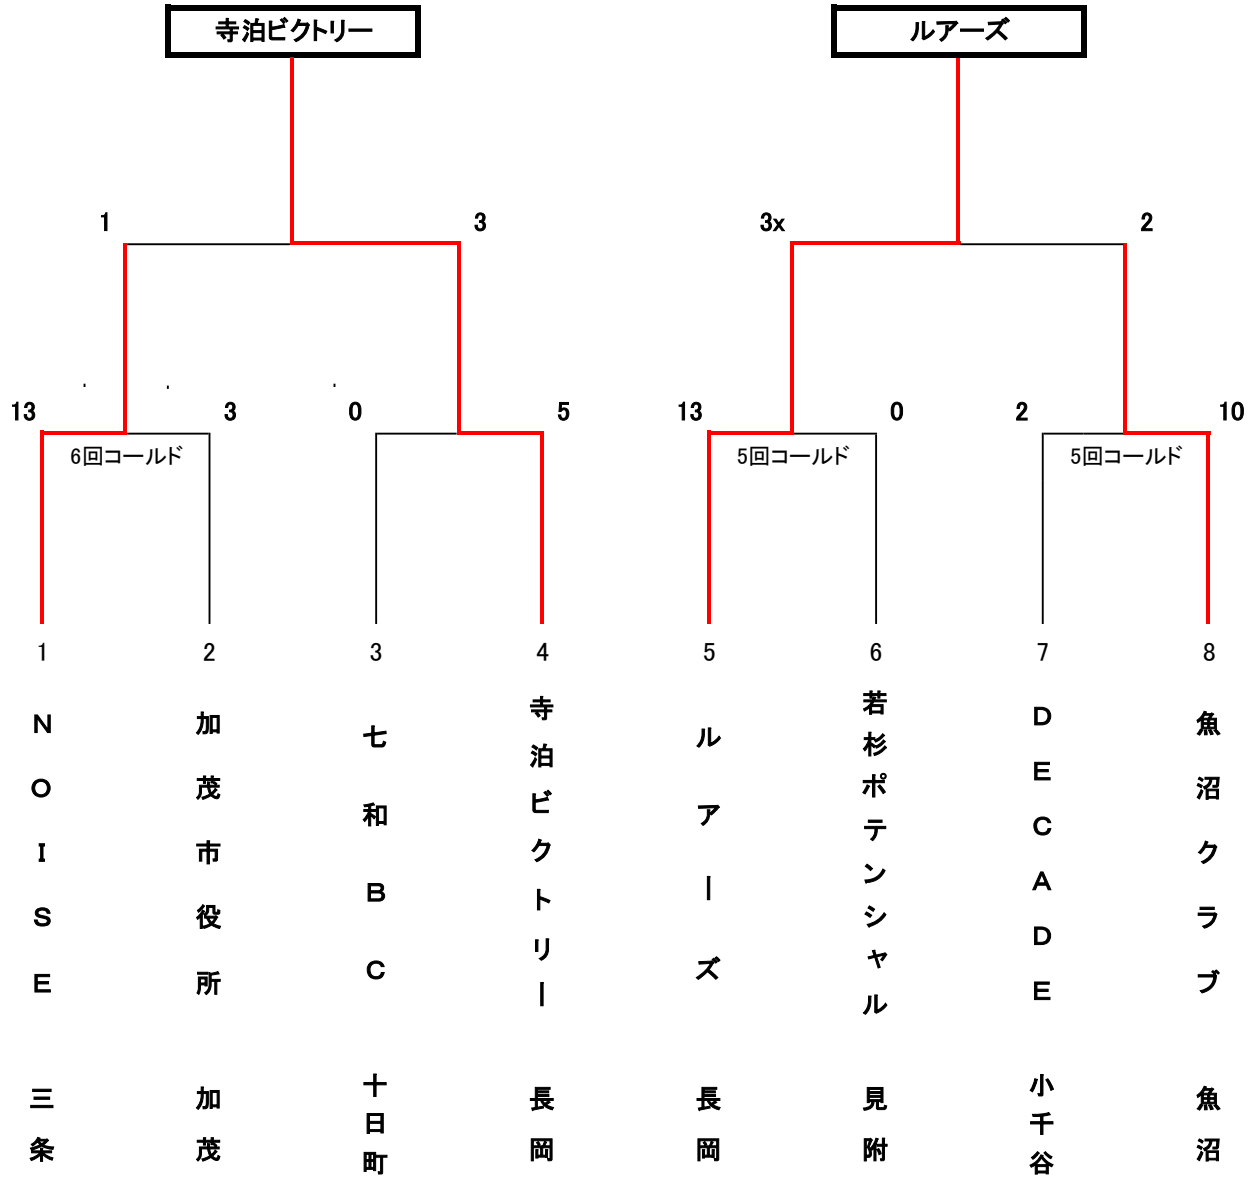 寺泊ビクトリー
ルアーズ
1
3
3x
2
13
3
0
5
13
0
2
10
6回コールド
5回コールド
5回コールド
1
2
3
4
5
6
7
8
ＮＯＩＳＥ
加茂市役所
七和ＢＣ
寺泊ビクトリー
ルアーズ
若杉ポテンシャル
ＤＥＣＡＤＥ
魚沼クラブ
三条
加茂
十日町
長岡
長岡
見附
小千谷
魚沼